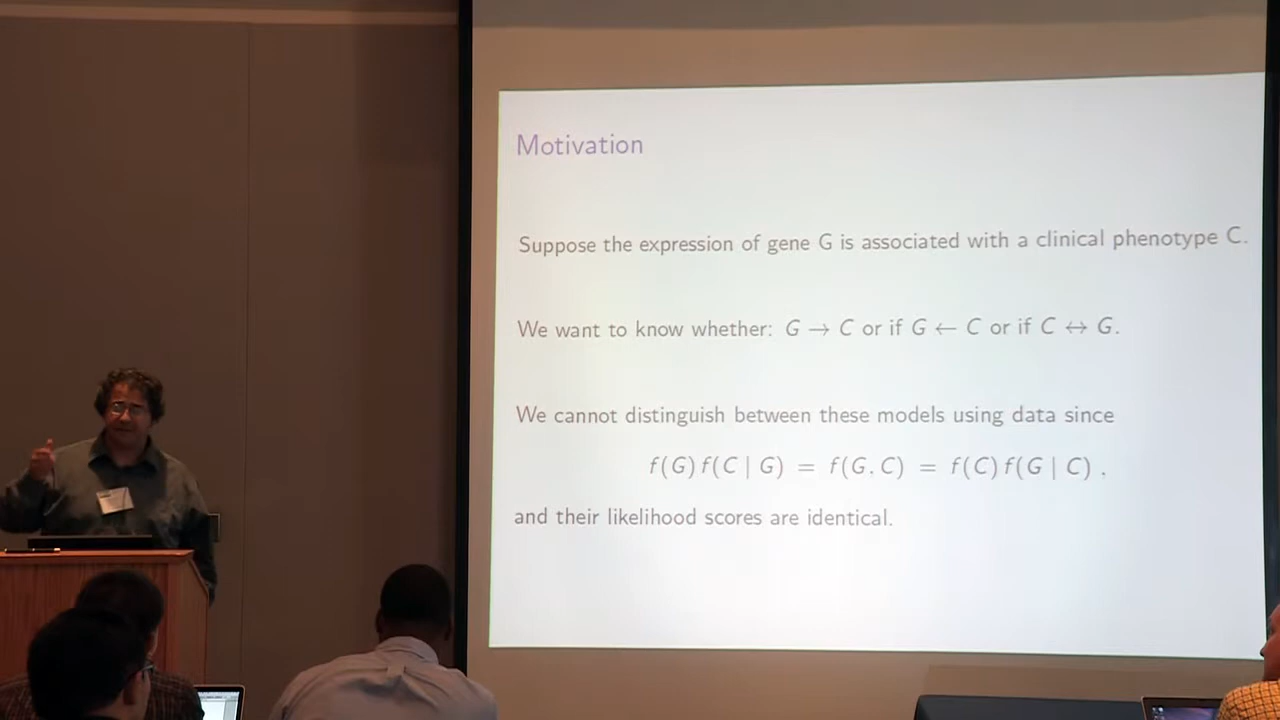 Motivation
Suppose the expression of gene G is associated with a clinical phenotype C.
We want to know whether: G → C or if G ← C or if C ↔ G.
We cannot distinguish between these models using data since
f(G) f(C | G) = f(G. C) = f(C) f(G | C) .
and their likelihood scores are identical.